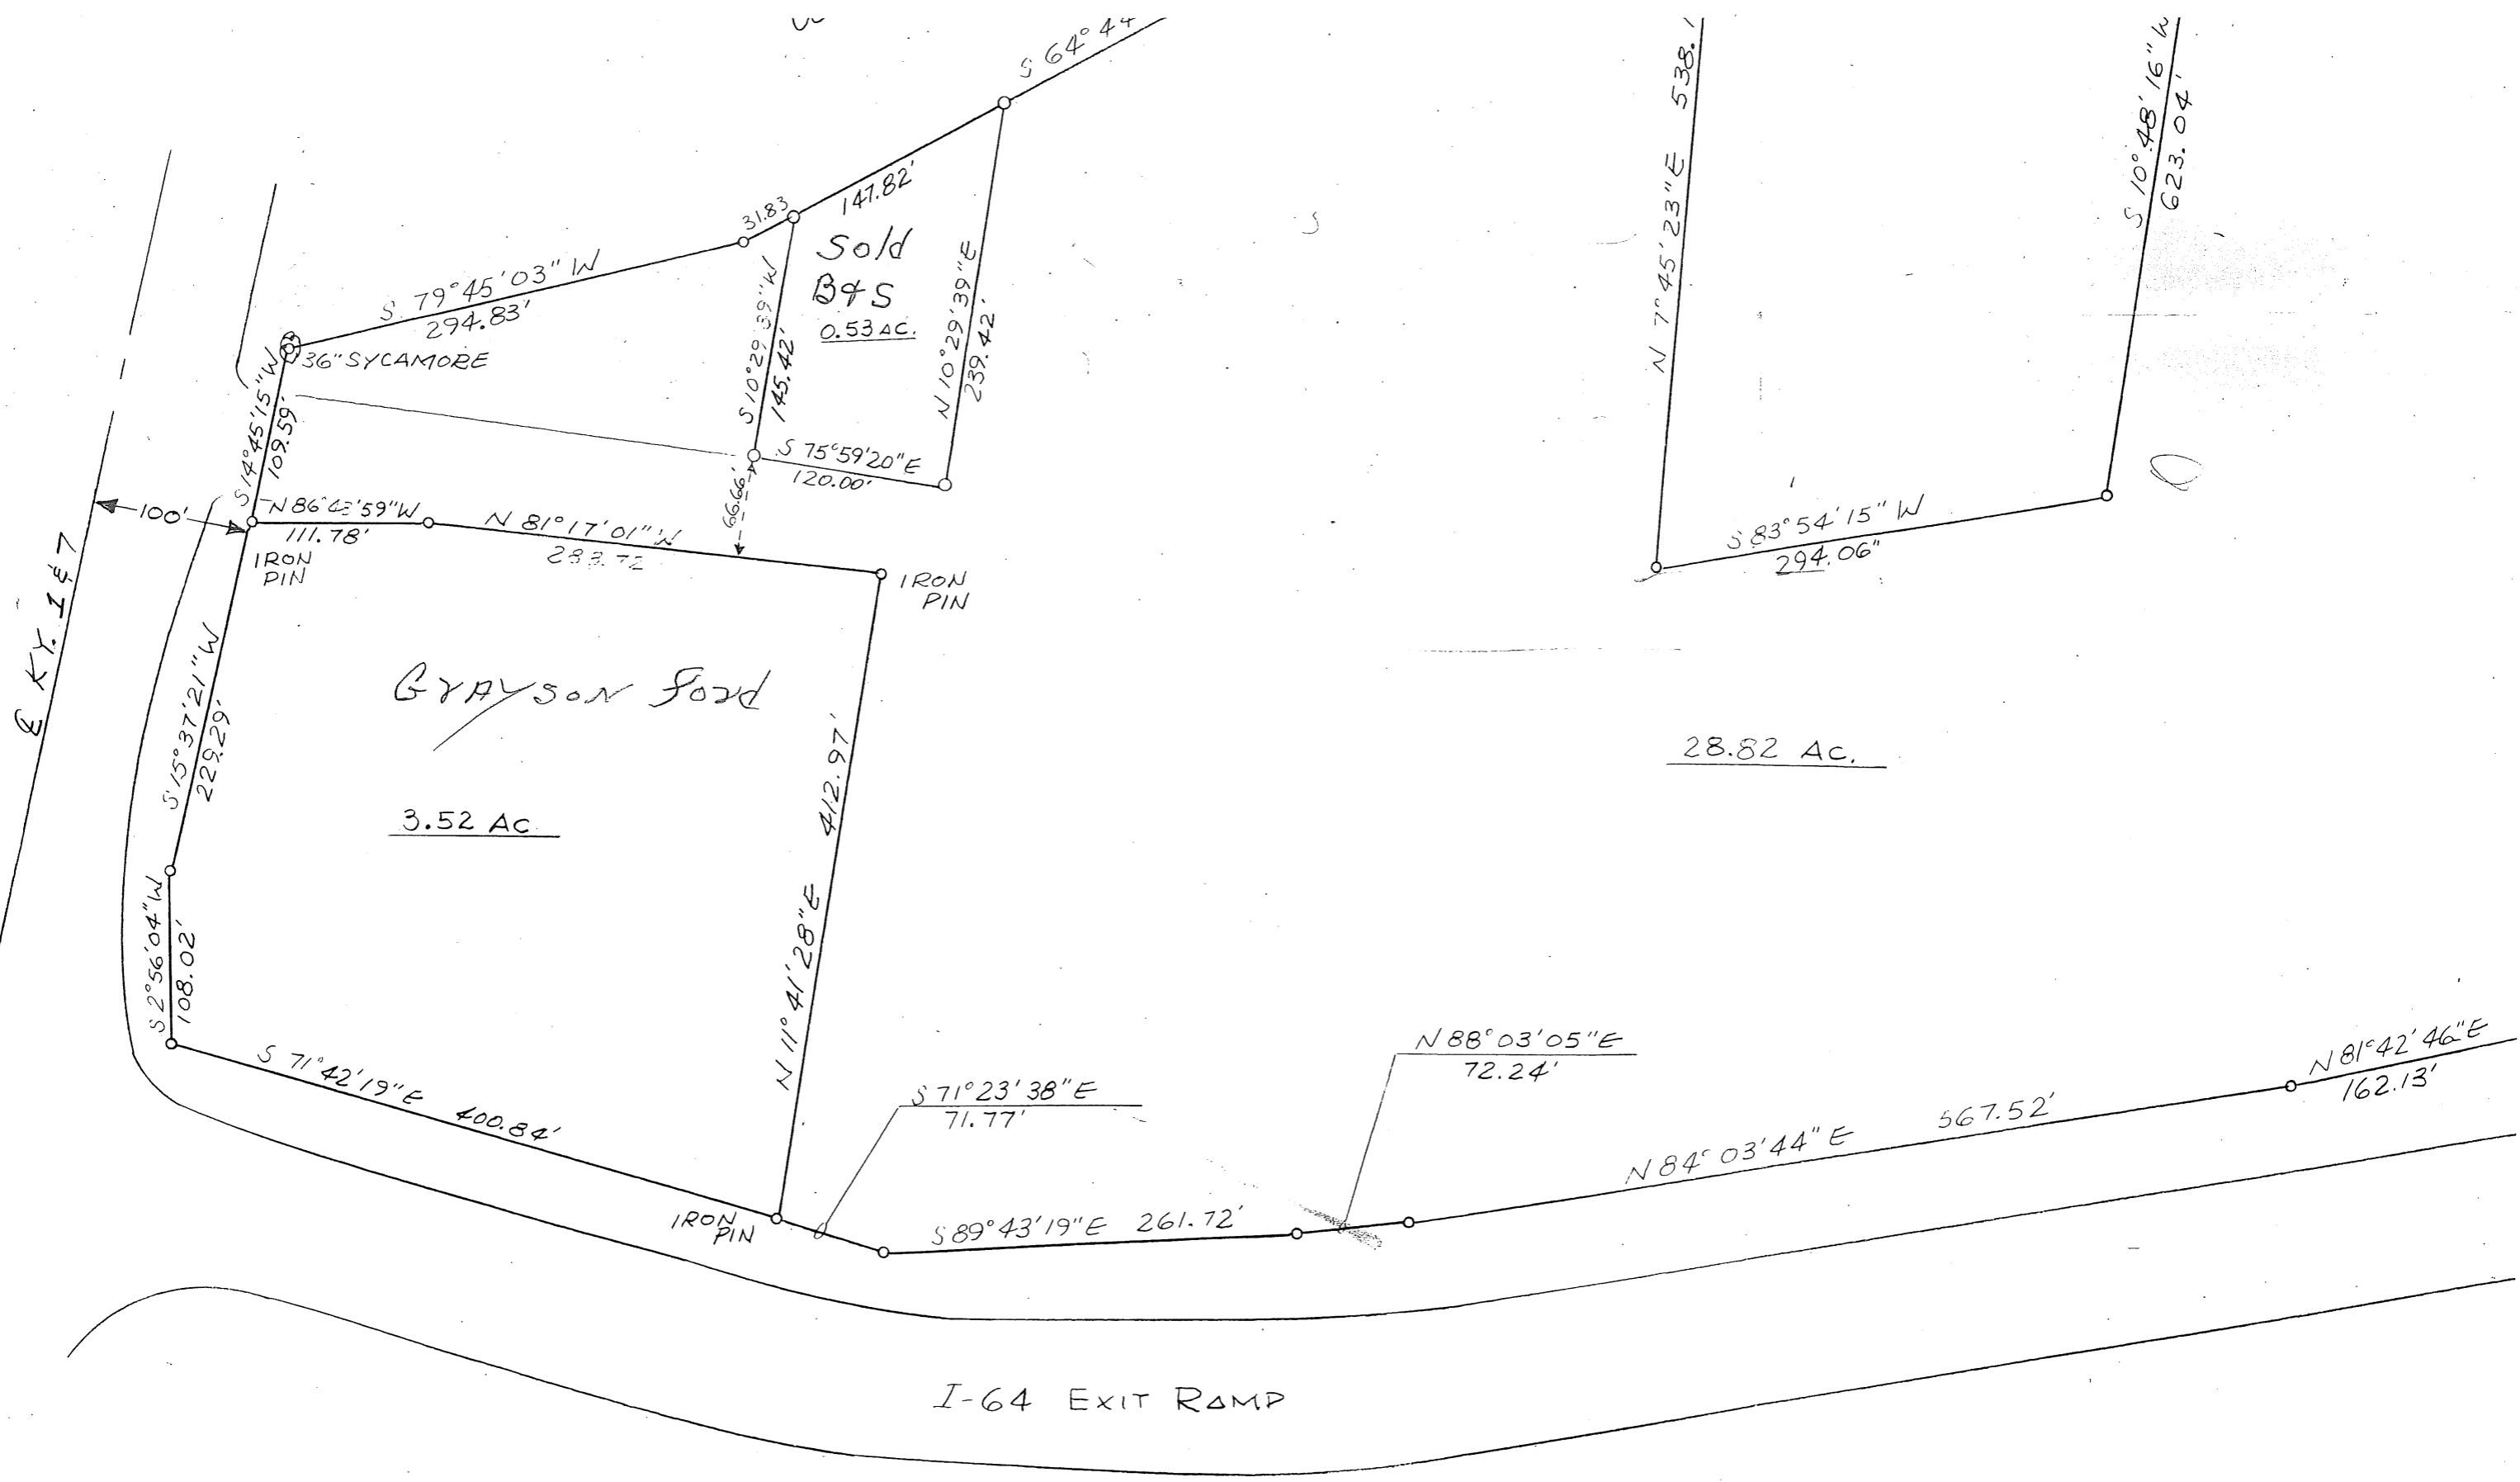 S 64°44
538.
N 7°45'23"E
S 10°48'16"W
623.04'
31.83
147.82'
Sold
B&S
0.53 AC.
S 79°45'03"W
294.83'
36" SYCAMORE
S 10°29'39"W
145.42'
N 10°29'39"E
239.42'
S 14°45'15"W
109.59'
S 75°59'20"E
120.00'
66.66'
100'
N 86°43'59"W
111.78'
N 81°17'01"W
283.72
IRON
PIN
IRON
PIN
S 83°54'15"W
294.06"
℄ KY. 1&7
S 15°37'21"W
229.29'
GrAYSoN Ford
3.52 AC
N 11°41'28"E 412.97'
28.82 AC.
S 2°56'04"W
108.02'
S 71°42'19"E 400.84'
S 71°23'38"E
71.77'
N 88°03'05"E
72.24'
N 84°03'44"E 567.52'
N 81°42'46"E
162.13'
IRON
PIN
S 89°43'19"E 261.72'
I-64 EXIT RAMP